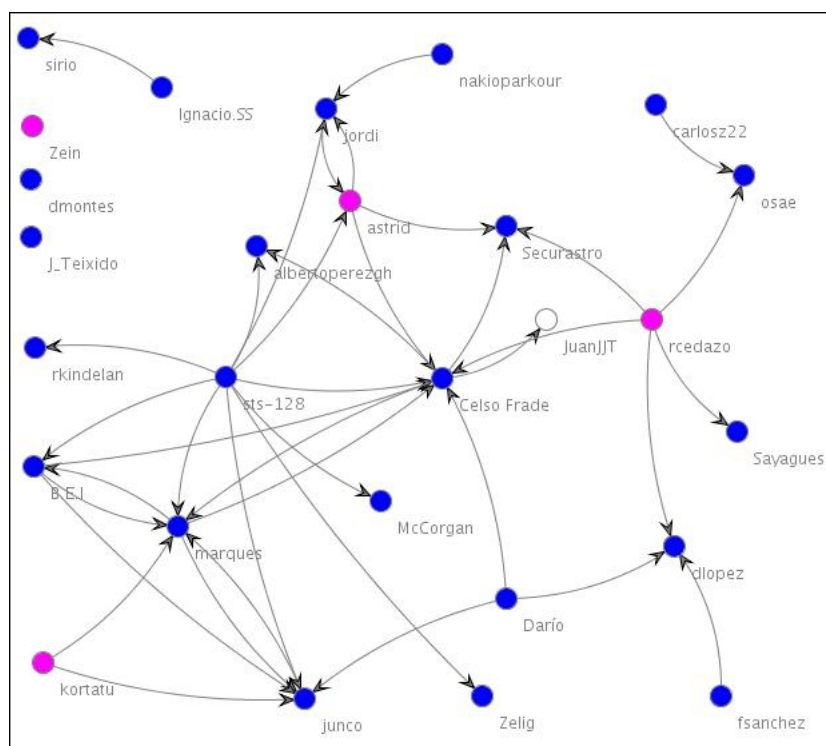 sirio
Ignacio.SS
nakioparkour
jordi
carlosz22
Zein
dmontes
osae
astrid
Securastro
albertoperezgh
J_Teixido
JuanJJT
rcedazo
rkindelan
sts-128
Celso Frade
Sayagues
B.E.J
McCorgan
marques
dlopez
Darío
kortatu
junco
Zelig
fsanchez